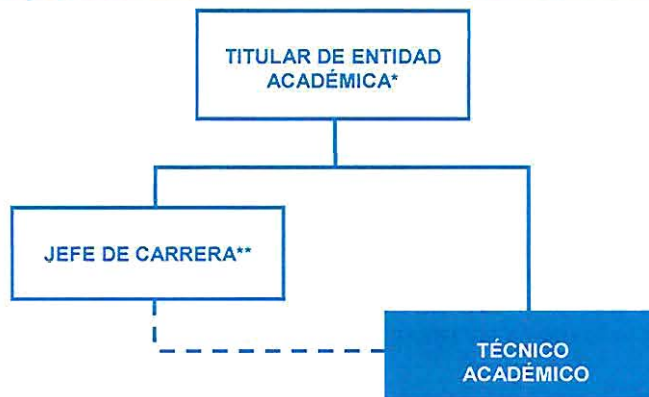 TITULAR DE ENTIDAD
ACADÉMICA*
JEFE DE CARRERA**
TÉCNICO
ACADÉMICO